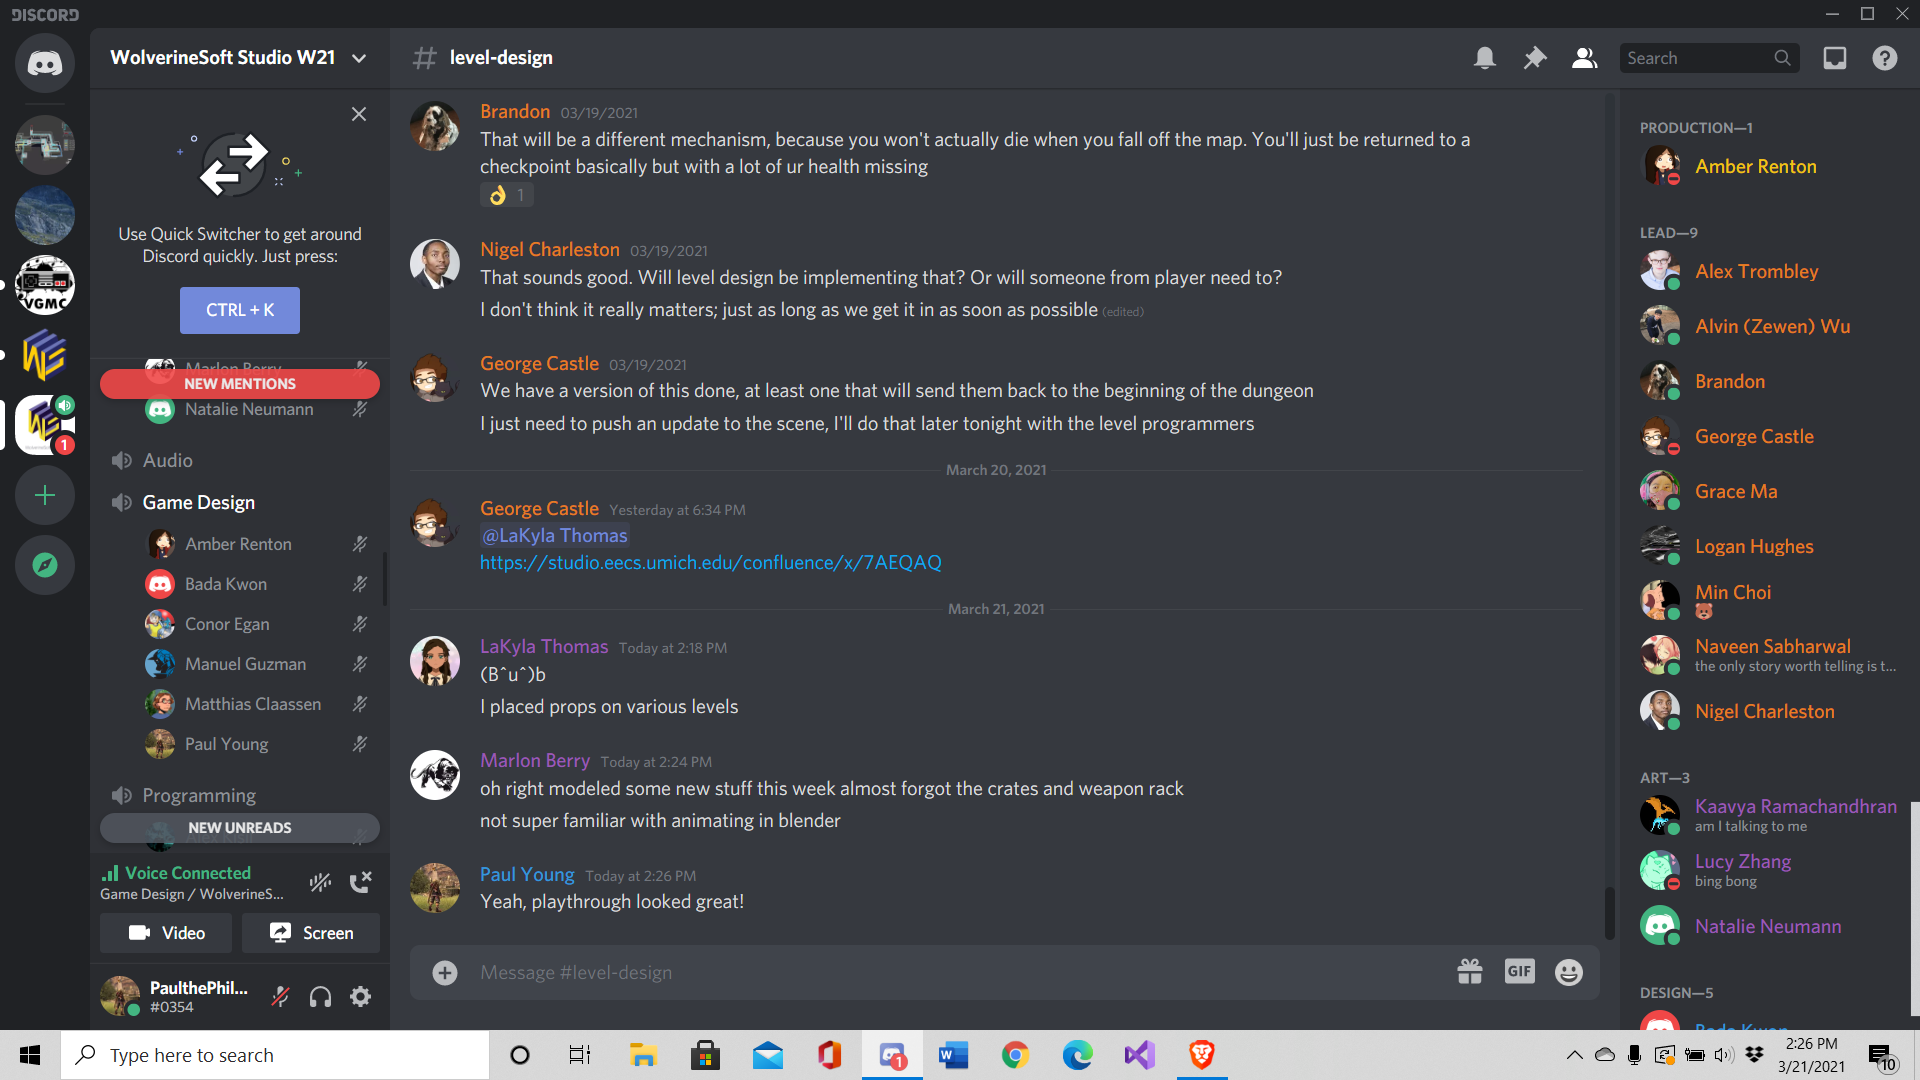 DISCORD
WolverineSoft Studio W21
level-design
Search
Use Quick Switcher to get around
Discord quickly. Just press:
CTRL + K
VGMC
1
Marlon Berry
NEW MENTIONS
Natalie Neumann
Audio
Game Design
Amber Renton
Bada Kwon
Conor Egan
Manuel Guzman
Matthias Claassen
Paul Young
Programming
NEW UNREADS
Voice Connected
Game Design / WolverineS...
Video
Screen
PaulthePhil...
#0354
Brandon 03/19/2021
That will be a different mechanism, because you won't actually die when you fall off the map. You'll just be returned to a
checkpoint basically but with a lot of ur health missing
1
Nigel Charleston 03/19/2021
That sounds good. Will level design be implementing that? Or will someone from player need to?
I don't think it really matters; just as long as we get it in as soon as possible (edited)
George Castle 03/19/2021
We have a version of this done, at least one that will send them back to the beginning of the dungeon
I just need to push an update to the scene, I'll do that later tonight with the level programmers
March 20, 2021
George Castle Yesterday at 6:34 PM
@LaKyla Thomas
https://studio.eecs.umich.edu/confluence/x/7AEQAQ
March 21, 2021
LaKyla Thomas Today at 2:18 PM
(B^u^)b
I placed props on various levels
Marlon Berry Today at 2:24 PM
oh right modeled some new stuff this week almost forgot the crates and weapon rack
not super familiar with animating in blender
Paul Young Today at 2:26 PM
Yeah, playthrough looked great!
Message #level-design
GIF
PRODUCTION—1
Amber Renton
LEAD—9
Alex Trombley
Alvin (Zewen) Wu
Brandon
George Castle
Grace Ma
Logan Hughes
Min Choi
Naveen Sabharwal
the only story worth telling is t...
Nigel Charleston
ART—3
Kaavya Ramachandhran
am I talking to me
Lucy Zhang
bing bong
Natalie Neumann
DESIGN—5
Bada Kwon
Type here to search
1
2:26 PM
3/21/2021
10